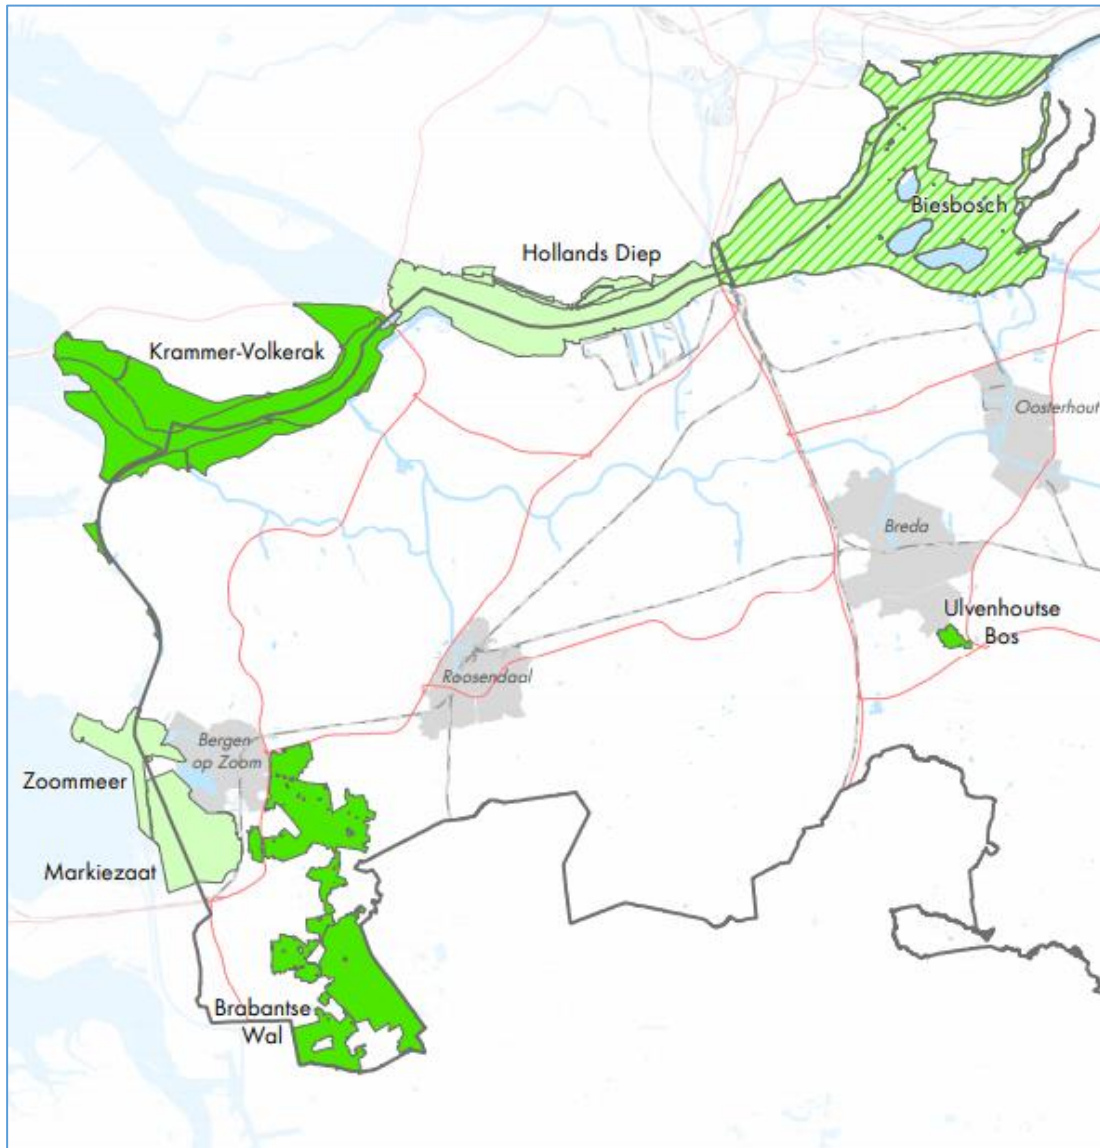 Biesbosch
Hollands Diep
Krammer-Volkerak
Oosterhout
Breda
Ulvenhoutse
Bos
Roosendaal
Bergen
op Zoom
Zoommeer
Markiezaat
Brabantse
Wal